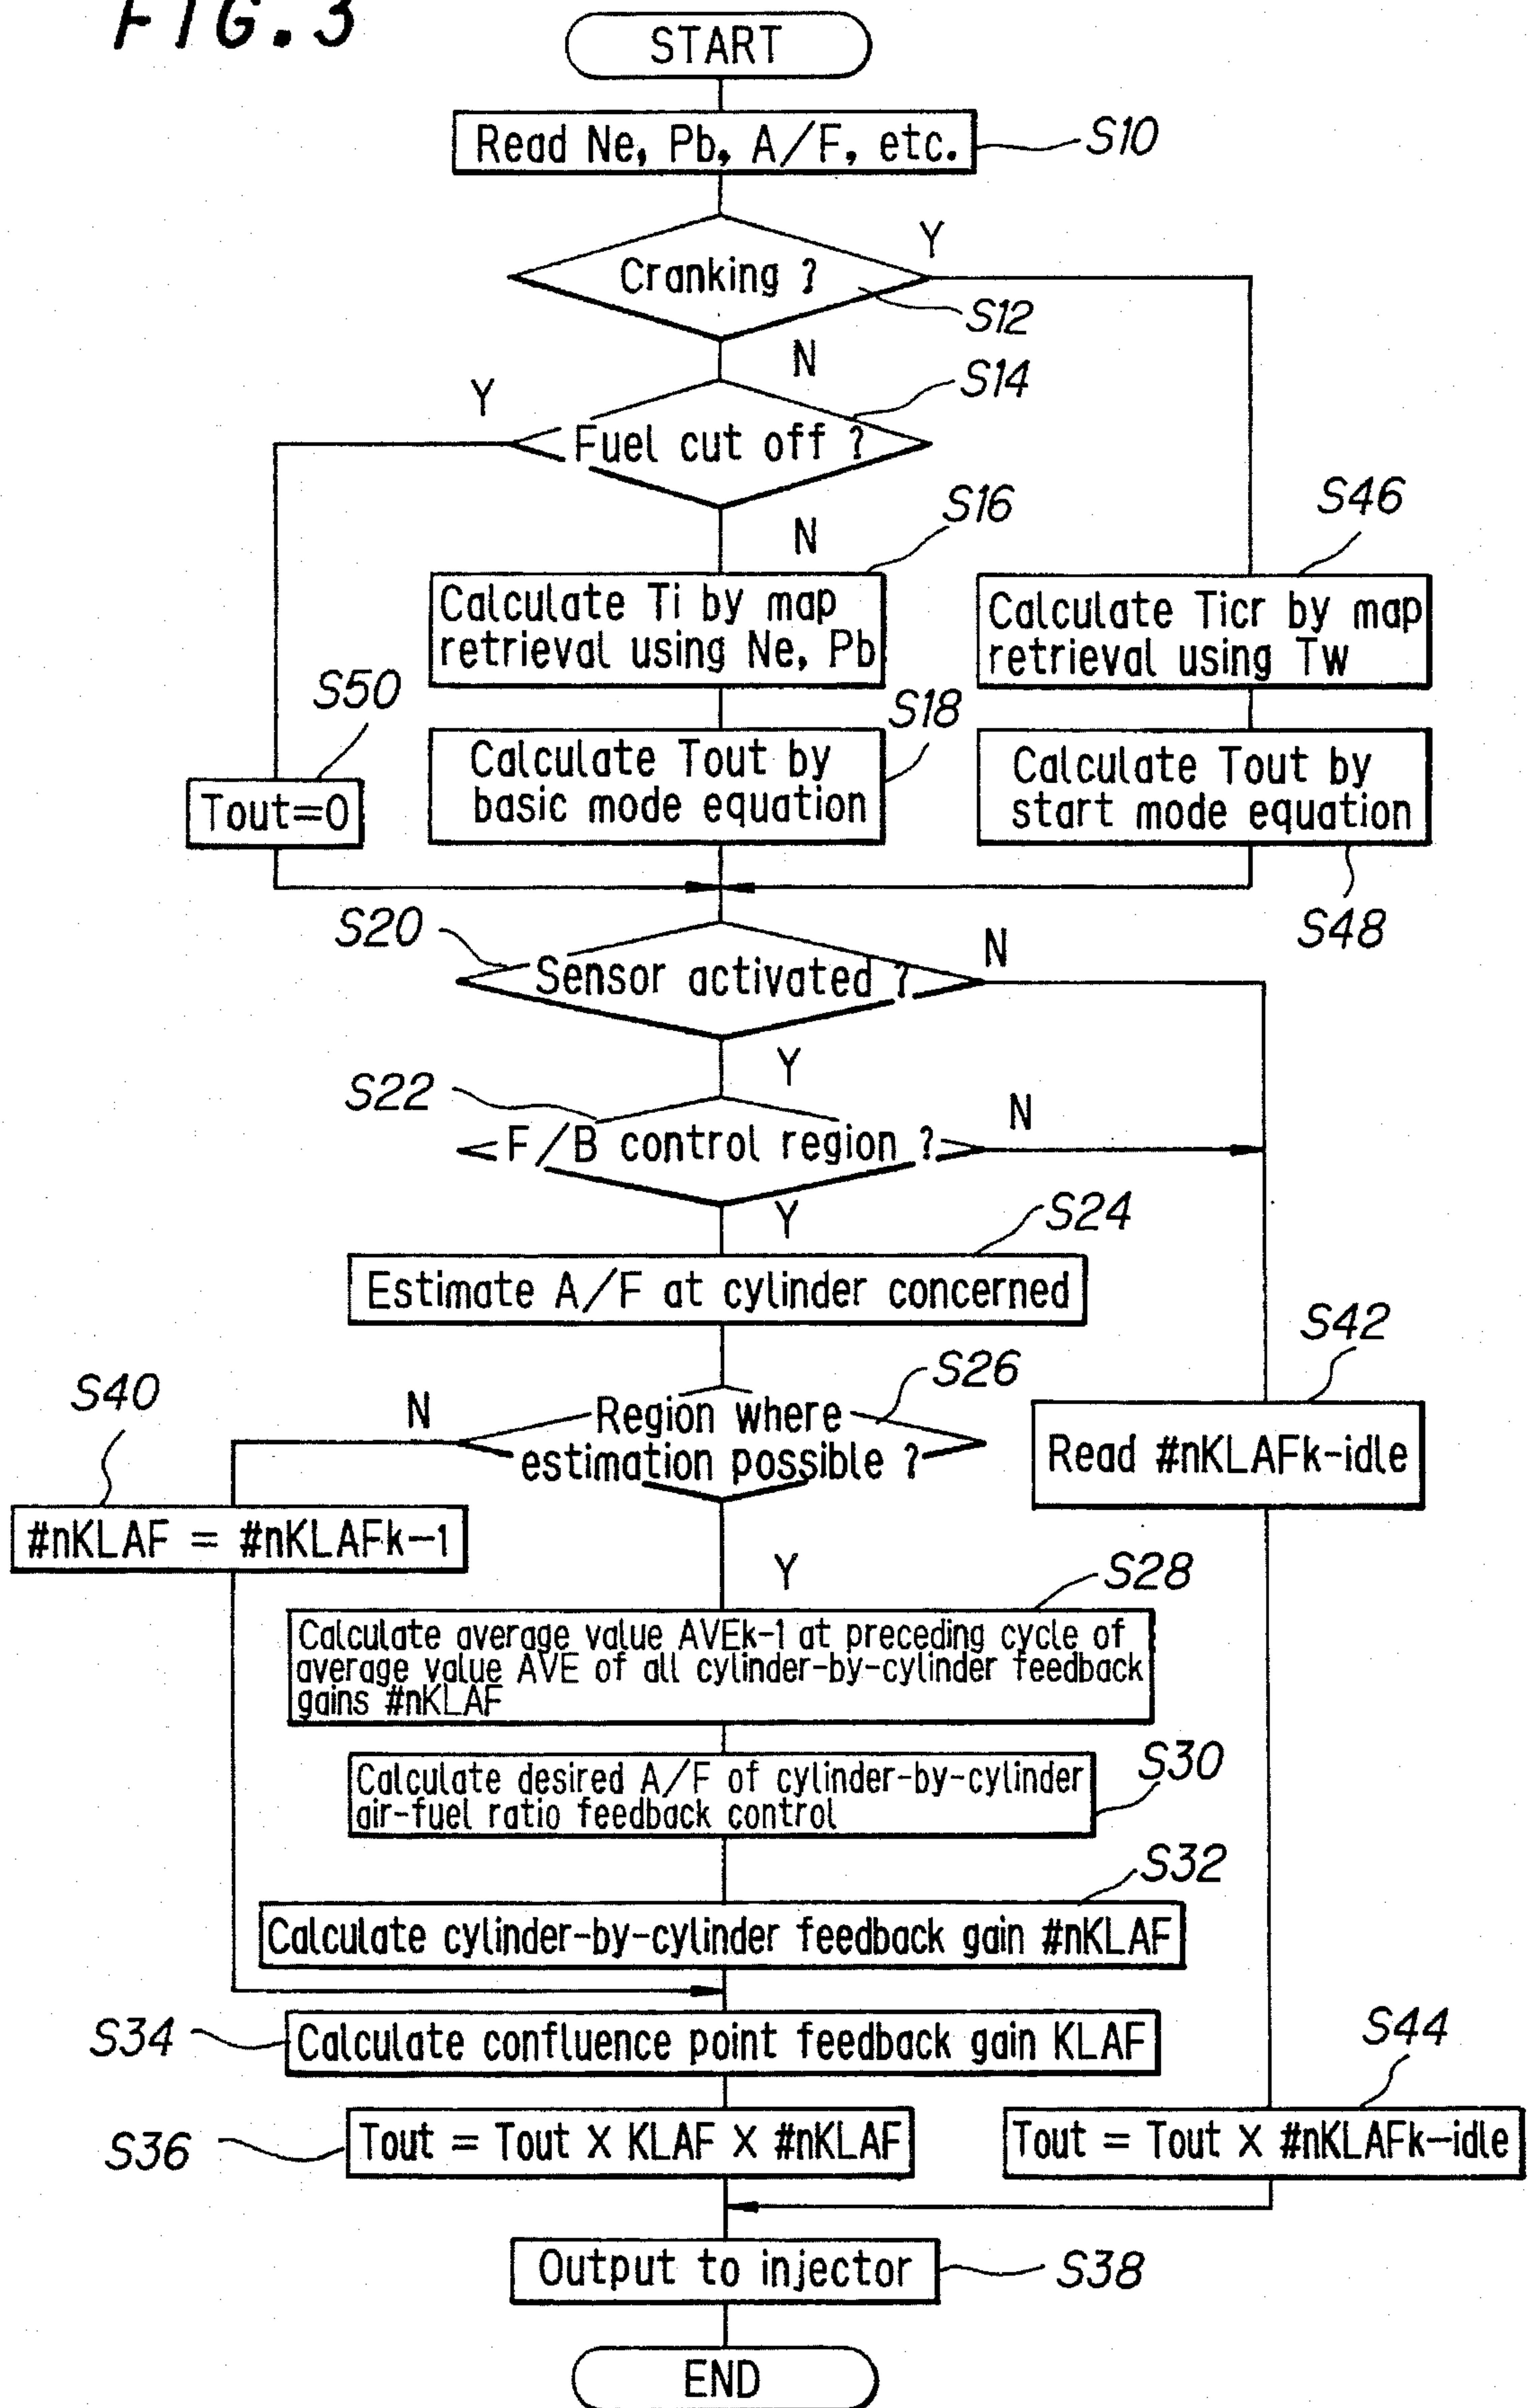 FIG. 3
START
Read Ne, Pb, A/F, etc.
S10
Y
Cranking ?
S12
N
S14
Y
Fuel cut off ?
S16
N
S46
Calculate Ti by map
retrieval using Ne, Pb
Calculate Ticr by map
retrieval using Tw
S50
S18
Tout=0
Calculate Tout by
basic mode equation
Calculate Tout by
start mode equation
S48
S20
N
Sensor activated ?
Y
S22
N
F/B control region ?
Y
S24
Estimate A/F at cylinder concerned
S42
S26
S40
N
Region where
estimation possible ?
Read #nKLAFk-idle
#nKLAF = #nKLAFk-1
Y
S28
Calculate average value AVEk-1 at preceding cycle of
average value AVE of all cylinder-by-cylinder feedback
gains #nKLAF
S30
Calculate desired A/F of cylinder-by-cylinder
air-fuel ratio feedback control
S32
Calculate cylinder-by-cylinder feedback gain #nKLAF
S34
Calculate confluence point feedback gain KLAF
S44
S36
Tout = Tout X KLAF X #nKLAF
Tout = Tout X #nKLAFk-idle
Output to injector
S38
END